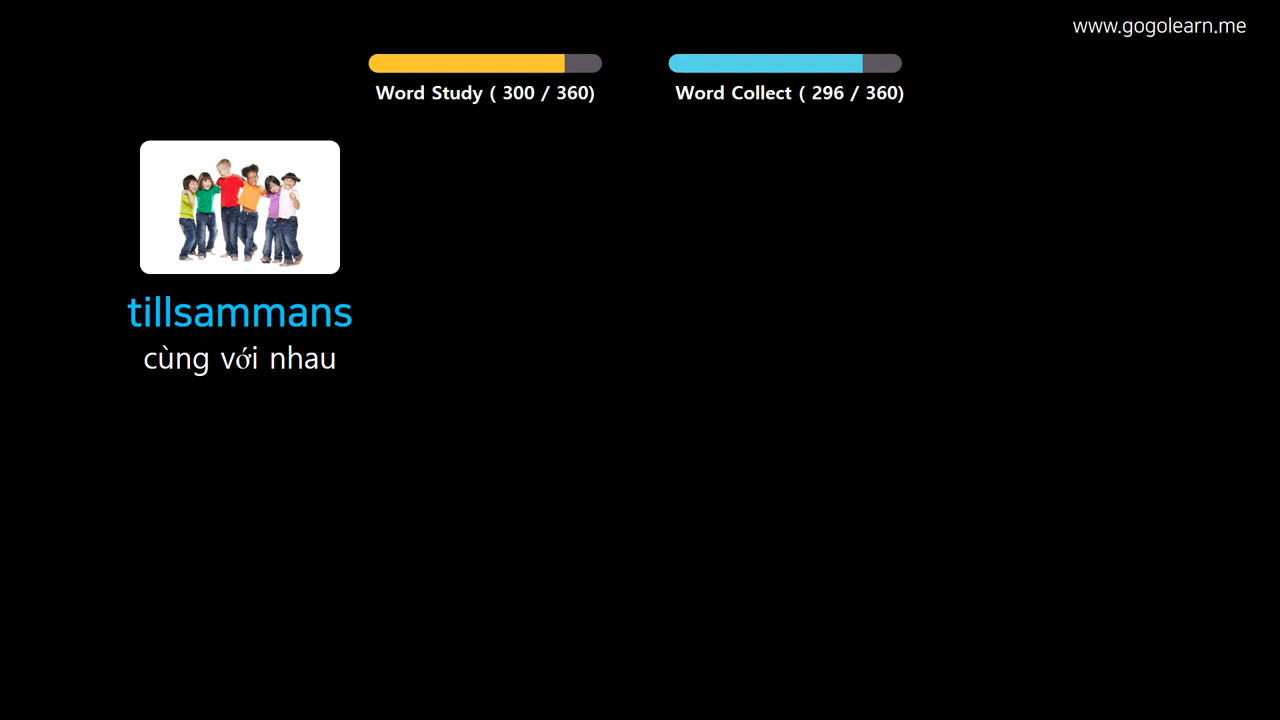 www.gogolearn.me
Word Study ( 300 / 360)
Word Collect ( 296 / 360)
tillsammans
cùng với nhau